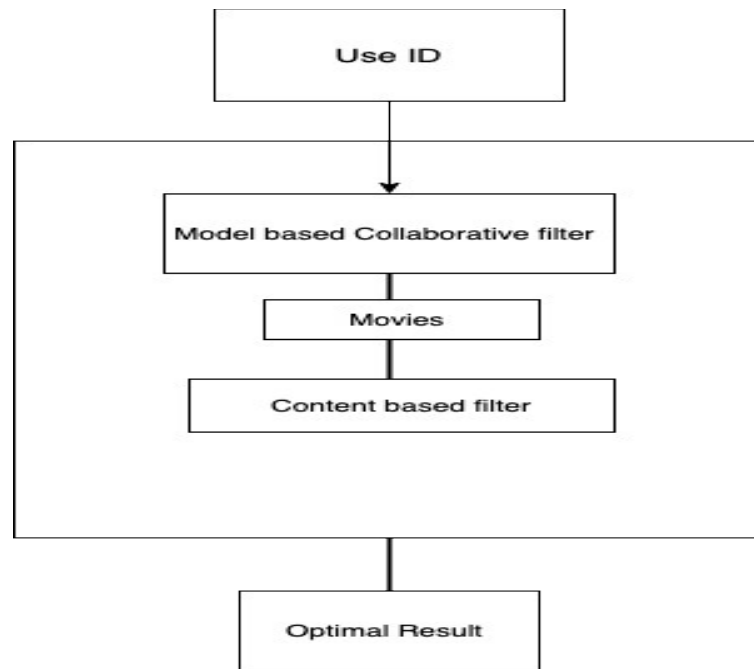 Use ID
Model based Collaborative filter
Movies
Content based filter
Optimal Result